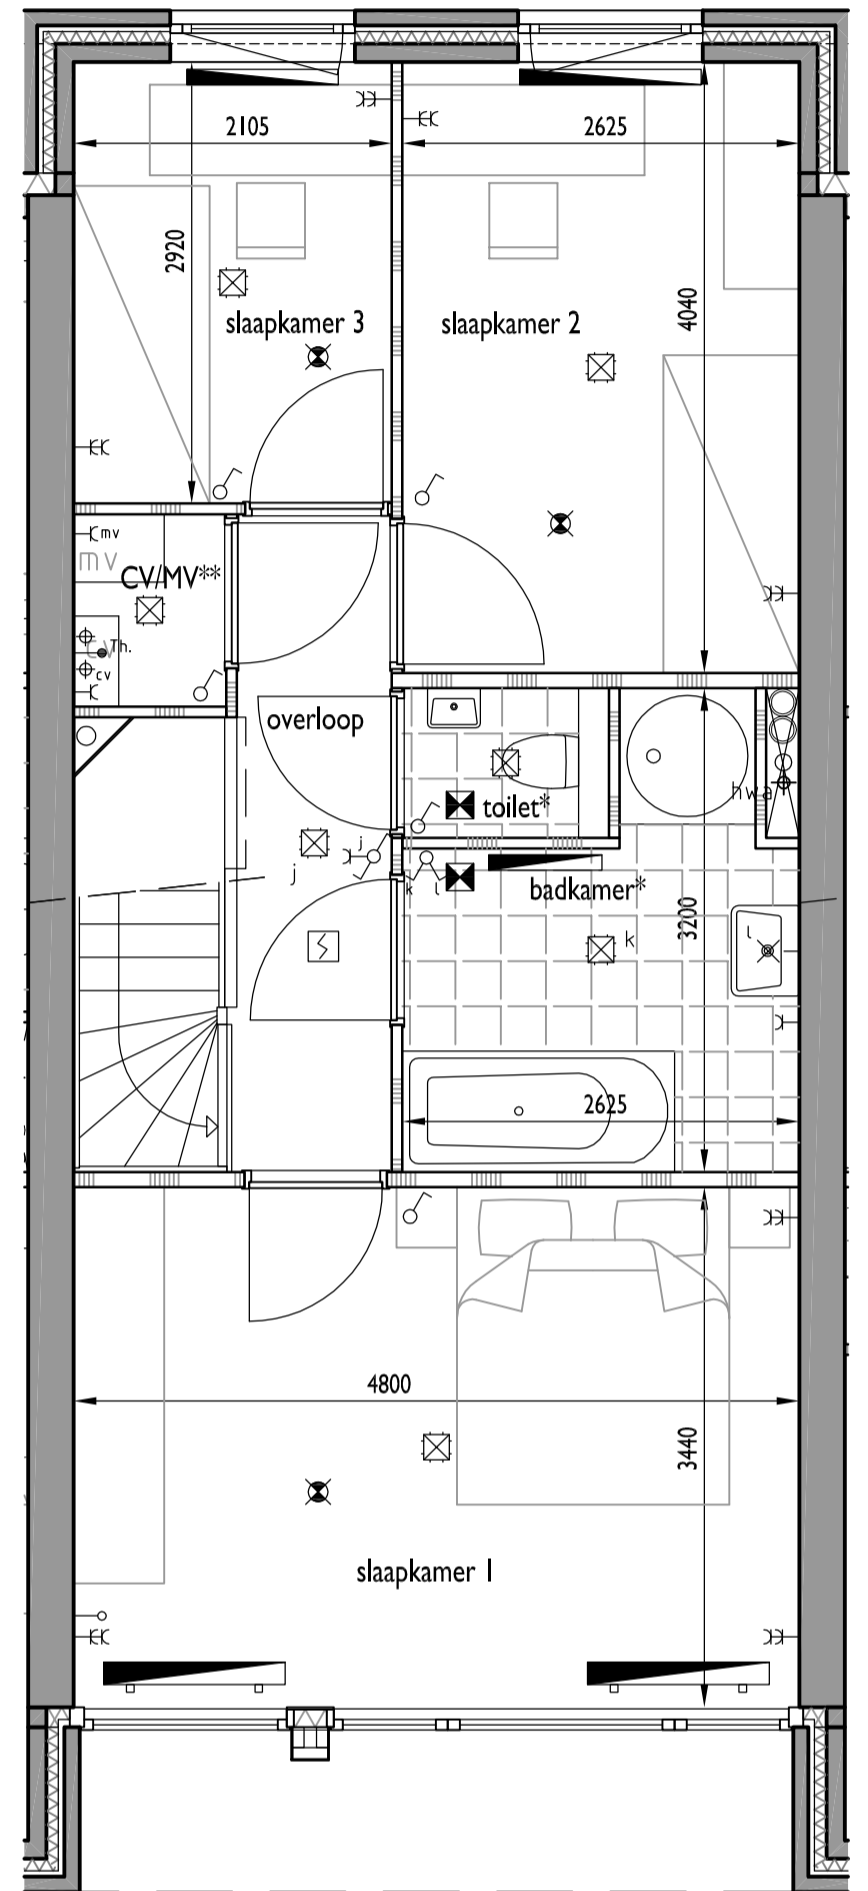 2105
2625
2920
4040
slaapkamer 3
slaapkamer 2
mv
mv
CV/MV**
Th.
cv
cv
overloop
toilet*
hwa
j
j
k
l
badkamer*
k
l
3200
2625
4800
3440
slaapkamer 1